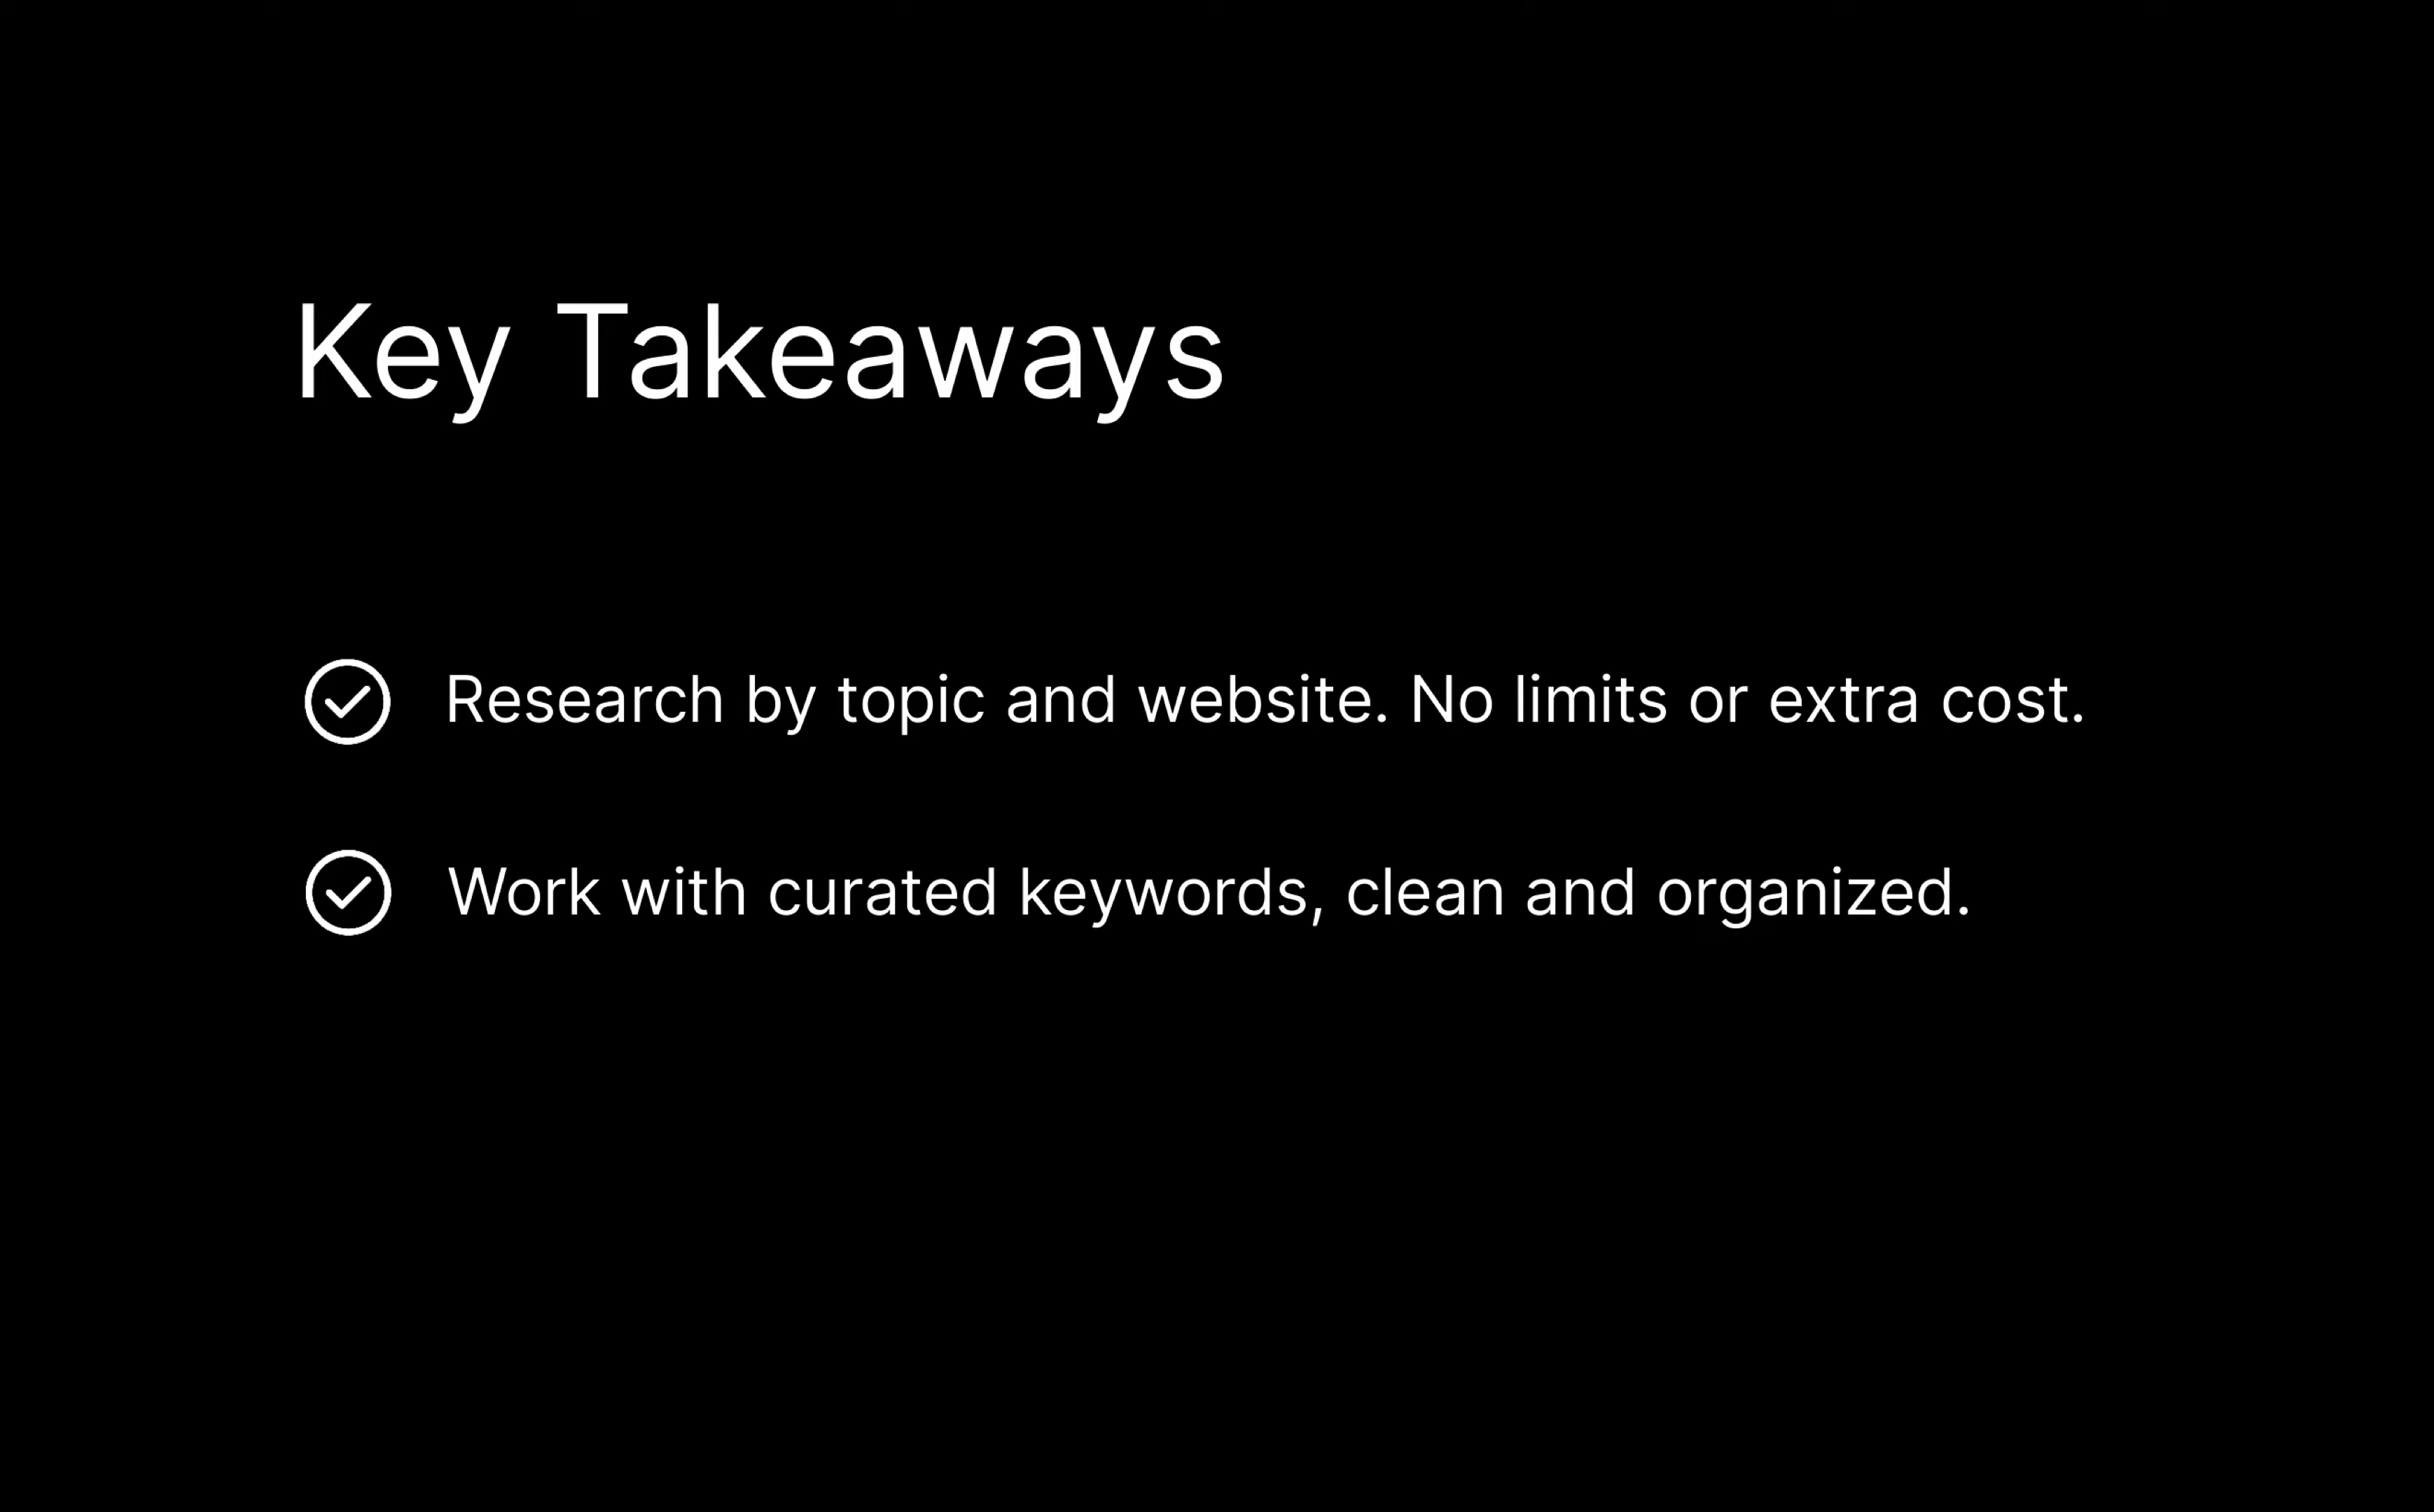 Key Takeaways
Research by topic and website. No limits or extra cost.
Work with curated keywords, clean and organized.